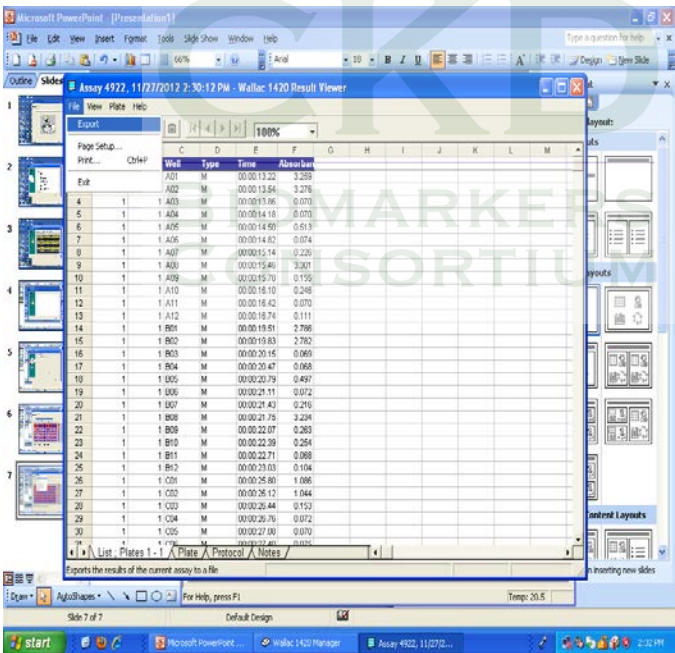 Microsoft PowerPoint - [Presentation1]
File Edit View Insert Format Tools Slide Show Window Help
Type a question for help
66%
Arial
18
B I U
Design
New Slide
Outline
Slides
Assay 4922, 11/27/2012 2:30:12 PM - Wallac 1420 Result Viewer
File View Plate Help
Export
Page Setup...
Print... Ctrl+P
Exit
100%
C D E F G H I J K L M
Well Type Time Absorban
A01 M 00:00:13.22 3.259
A02 M 00:00:13.54 3.276
4 1 1 A03 M 00:00:13.86 0.070
5 1 1 A04 M 00:00:14.18 0.070
6 1 1 A05 M 00:00:14.50 0.513
7 1 1 A06 M 00:00:14.82 0.074
8 1 1 A07 M 00:00:15.14 0.226
9 1 1 A08 M 00:00:15.46 3.301
10 1 1 A09 M 00:00:15.78 0.155
11 1 1 A10 M 00:00:16.10 0.246
12 1 1 A11 M 00:00:16.42 0.070
13 1 1 A12 M 00:00:16.74 0.111
14 1 1 B01 M 00:00:19.51 2.786
15 1 1 B02 M 00:00:19.83 2.782
16 1 1 B03 M 00:00:20.15 0.069
17 1 1 B04 M 00:00:20.47 0.068
18 1 1 B05 M 00:00:20.79 0.497
19 1 1 B06 M 00:00:21.11 0.072
20 1 1 B07 M 00:00:21.43 0.216
21 1 1 B08 M 00:00:21.75 3.234
22 1 1 B09 M 00:00:22.07 0.263
23 1 1 B10 M 00:00:22.39 0.254
24 1 1 B11 M 00:00:22.71 0.068
25 1 1 B12 M 00:00:23.03 0.104
26 1 1 C01 M 00:00:25.80 1.086
27 1 1 C02 M 00:00:26.12 1.044
28 1 1 C03 M 00:00:26.44 0.153
29 1 1 C04 M 00:00:26.76 0.072
30 1 1 C05 M 00:00:27.08 0.070
List ; Plates 1 - 1 Plate Protocol Notes
Exports the results of the current assay to a file
For Help, press F1
Temp: 20.5
layout:
Content Layouts
inserting new slides
1
2
3
4
5
6
7
Draw AutoShapes
Slide 7 of 7
Default Design
start
Microsoft PowerPoint ...
Wallac 1420 Manager
Assay 4922, 11/27/2...
2:32 PM
CKD
BIOMARKERS
CONSORTIUM